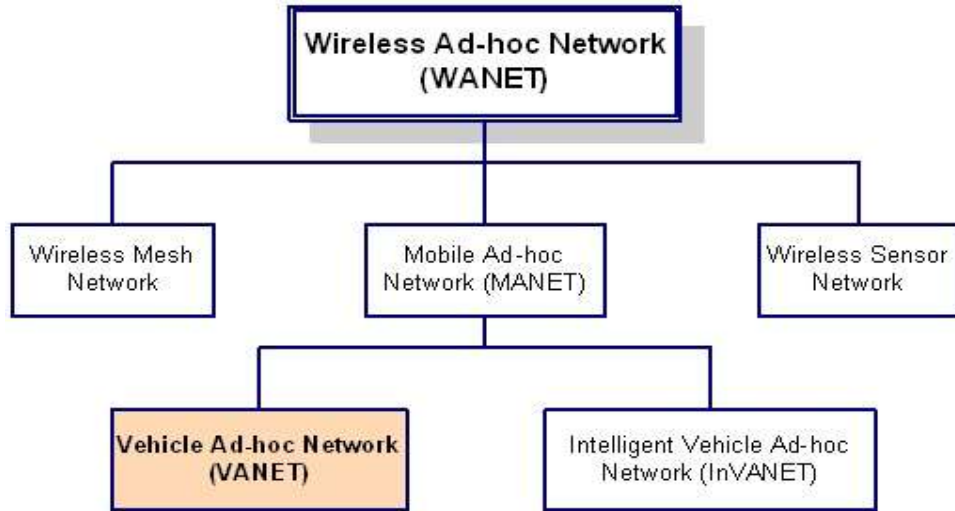 Wireless Ad-hoc Network
(WANET)
Wireless Mesh
Network
Mobile Ad-hoc
Network (MANET)
Wireless Sensor
Network
Vehicle Ad-hoc Network
(VANET)
Intelligent Vehicle Ad-hoc
Network (InVANET)